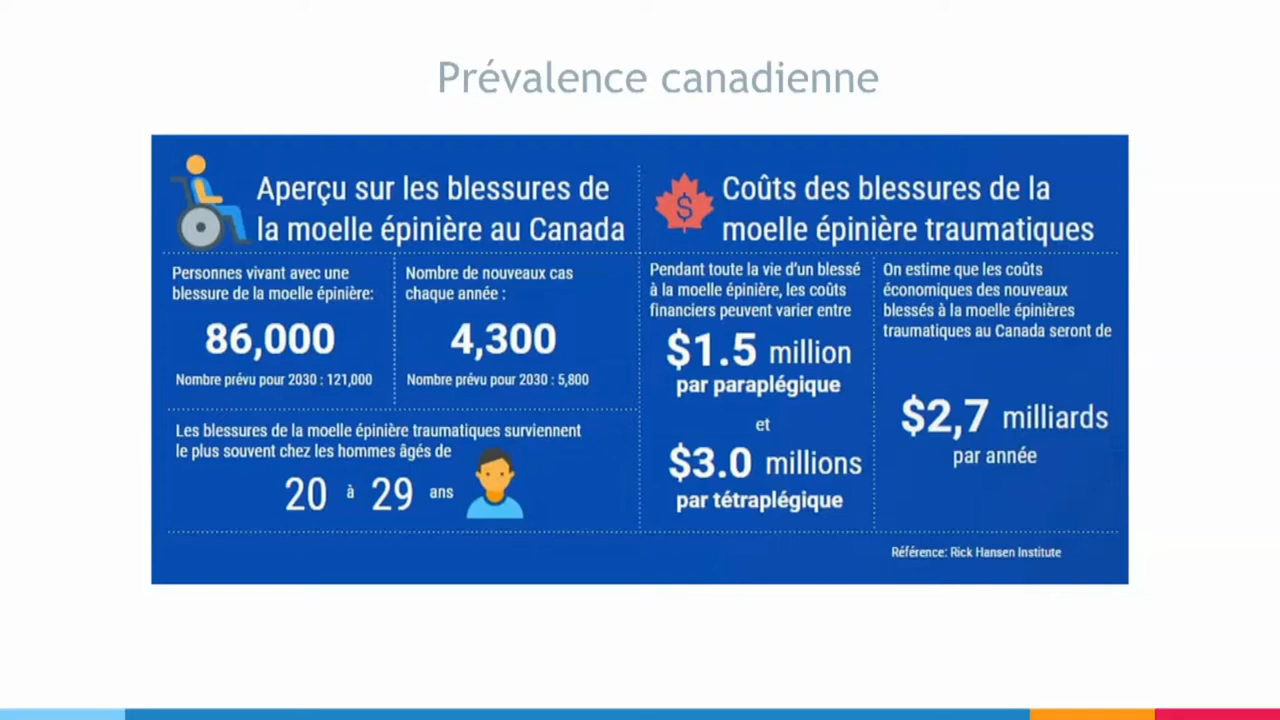 Prévalence canadienne
Aperçu sur les blessures de
la moelle épinière au Canada
Personnes vivant avec une
blessure de la moelle épinière:
86,000
Nombre prévu pour 2030 : 121,000
Nombre de nouveaux cas
chaque année :
4,300
Nombre prévu pour 2030 : 5,800
Les blessures de la moelle épinière traumatiques surviennent
le plus souvent chez les hommes âgés de
20 à 29 ans
$
Coûts des blessures de la
moelle épinière traumatiques
Pendant toute la vie d'un blessé
à la moelle épinière, les coûts
financiers peuvent varier entre
$1.5 million
par paraplégique
et
$3.0 millions
par tétraplégique
On estime que les coûts
économiques des nouveaux
blessés à la moelle épinières
traumatiques au Canada seront de
$2,7 milliards
par année
Référence: Rick Hansen Institute